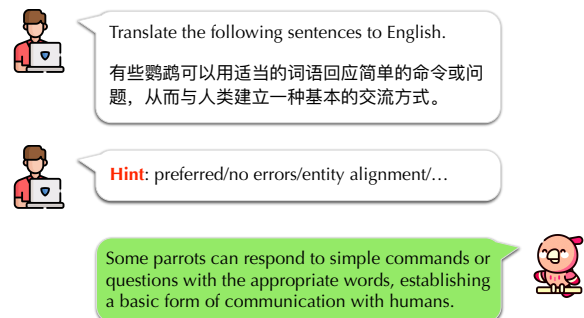 Translate the following sentences to English.
有些鹦鹉可以用适当的词语回应简单的命令或问
题，从而与人类建立一种基本的交流方式。
Hint: preferred/no errors/entity alignment/…
Some parrots can respond to simple commands or
questions with the appropriate words, establishing
a basic form of communication with humans.